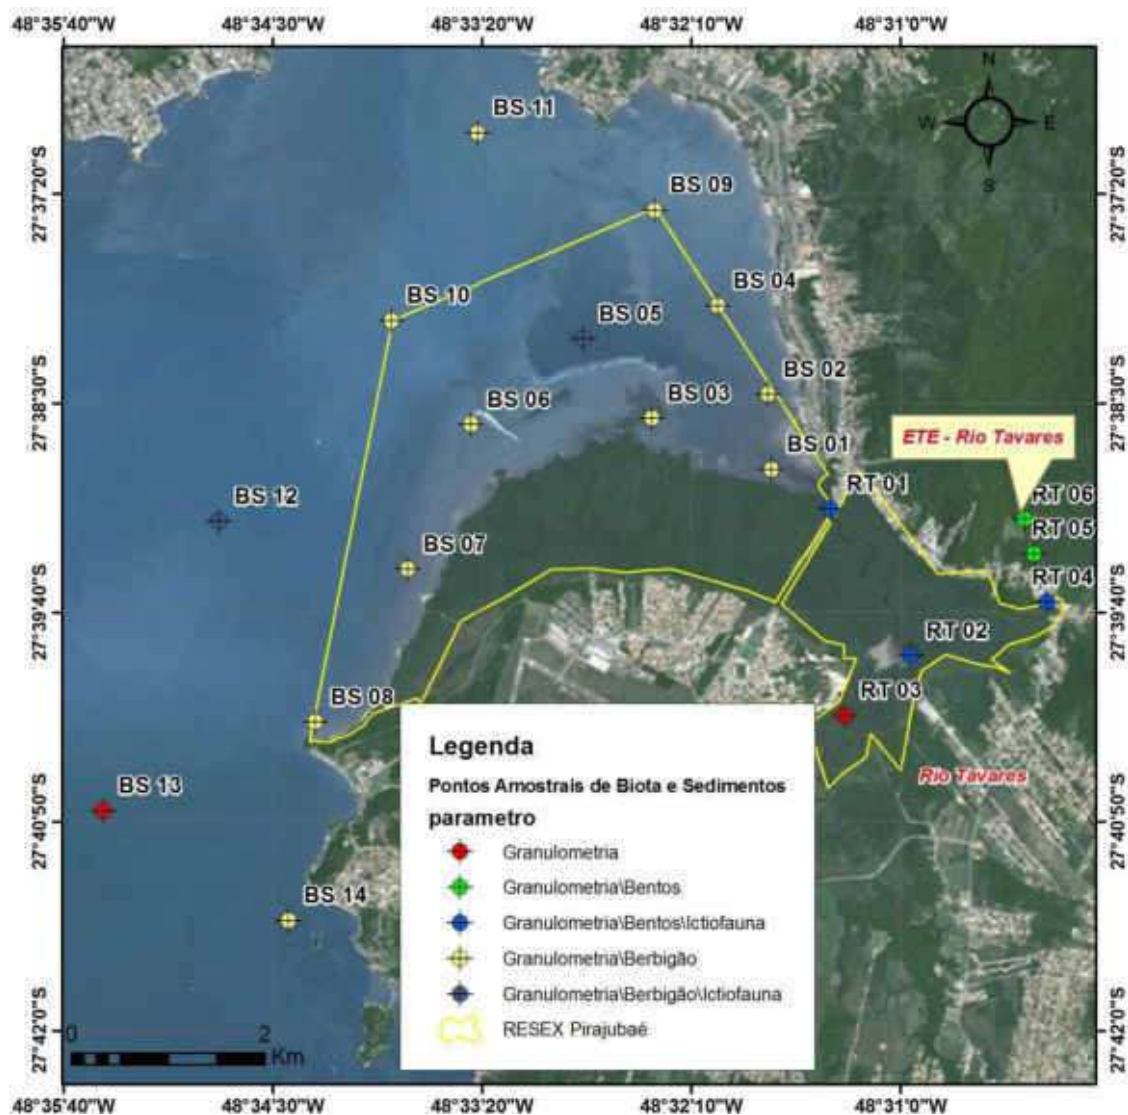 48°35'40"W 48°34'30"W 48°33'20"W 48°32'10"W 48°31'0"W
N
W E
S
BS 11
27°37'20"S 27°37'20"S
BS 09
BS 10
BS 04
BS 05
BS 02
27°38'30"S 27°38'30"S
BS 06
BS 03
ETE - Rio Tavares
BS 01
RT 01
RT 06
BS 12
RT 05
BS 07
RT 04
27°39'40"S 27°39'40"S
RT 02
BS 08
RT 03
Rio Tavares
BS 13
27°40'50"S 27°40'50"S
BS 14
Legenda
Pontos Amostrais de Biota e Sedimentos
parametro
Granulometria
Granulometria\Bentos
Granulometria\Bentos\Ictiofauna
Granulometria\Berbigão
Granulometria\Berbigão\Ictiofauna
RESEX Pirajubaé
27°42'0"S 27°42'0"S
0 2
Km
48°35'40"W 48°34'30"W 48°33'20"W 48°32'10"W 48°31'0"W